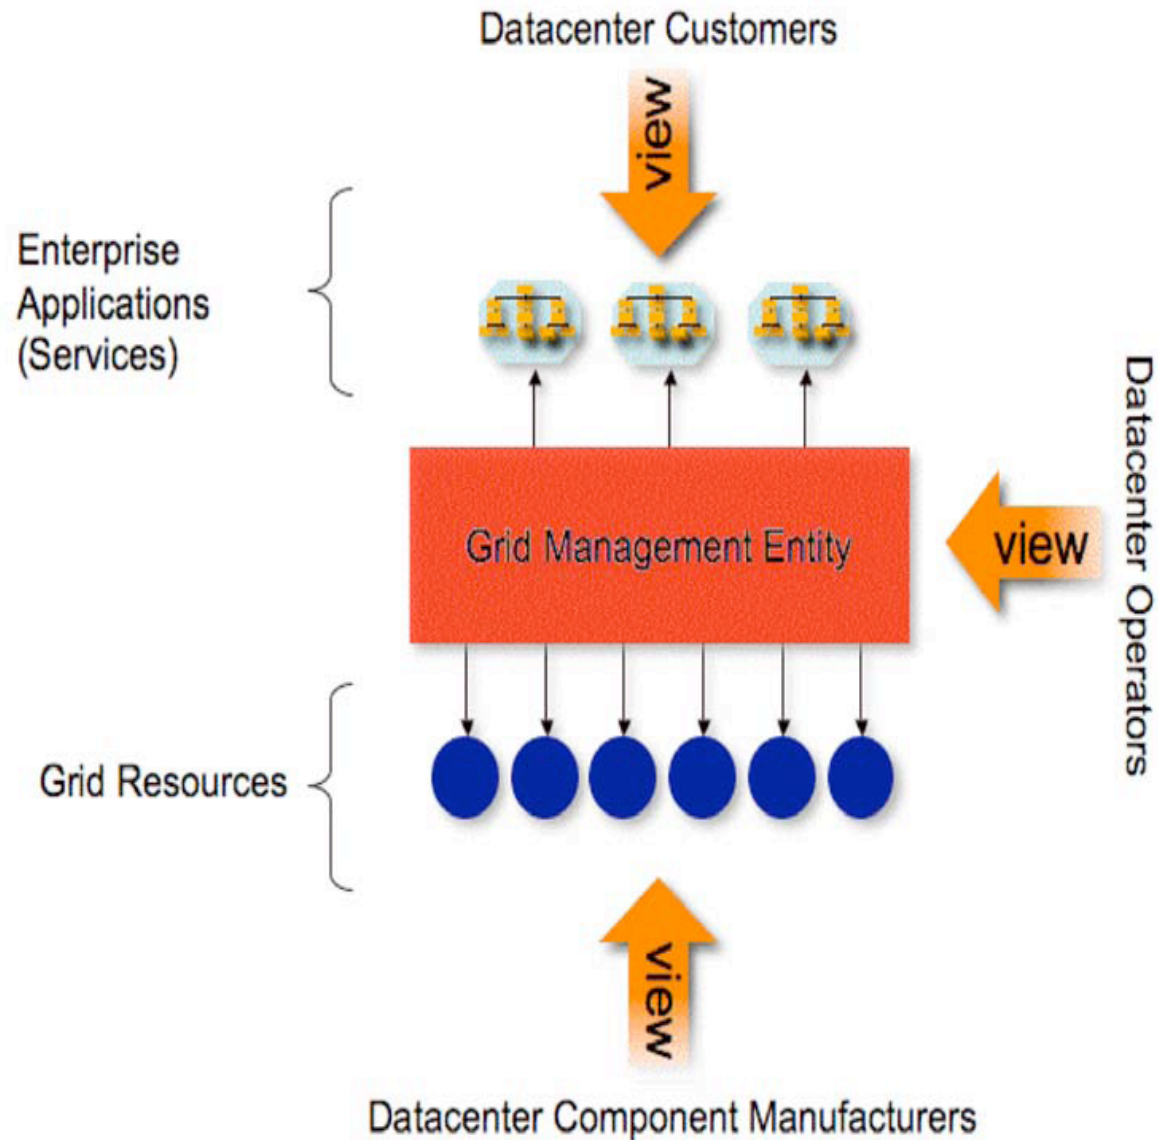 Datacenter Customers
view
Enterprise
Applications
(Services)
Grid Management Entity
view
Datacenter Operators
Grid Resources
view
Datacenter Component Manufacturers